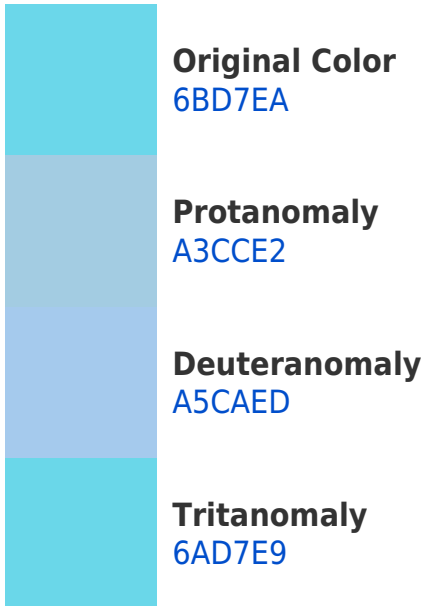 Original Color
6BD7EA
Protanomaly
A3CCE2
Deuteranomaly
A5CAED
Tritanomaly
6AD7E9